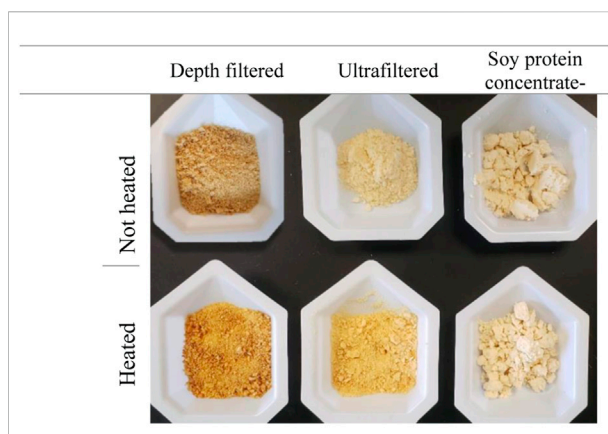 Depth filtered
Ultrafiltered
Soy protein
concentrate-
Not heated
Heated